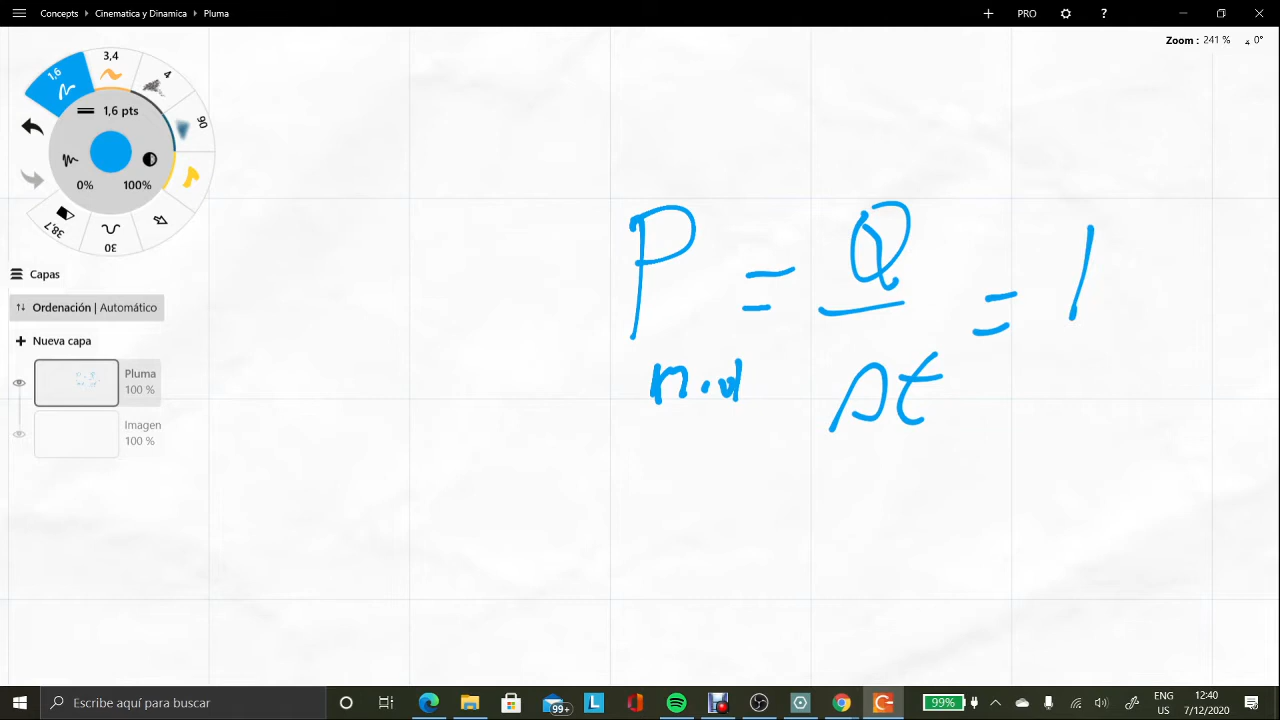 Concepts › Cinematica y Dinamica › Pluma
PRO
?
Zoom : 241 % 0°
1,6
3,4
4
90
1,6 pts
0%
100%
38,7
30
Capas
Ordenación | Automático
Nueva capa
Pluma
100 %
Imagen
100 %
P = Q = 1
n.d Δt
Escribe aquí para buscar
99+
L
99%
ENG
US
12:40
7/12/2020